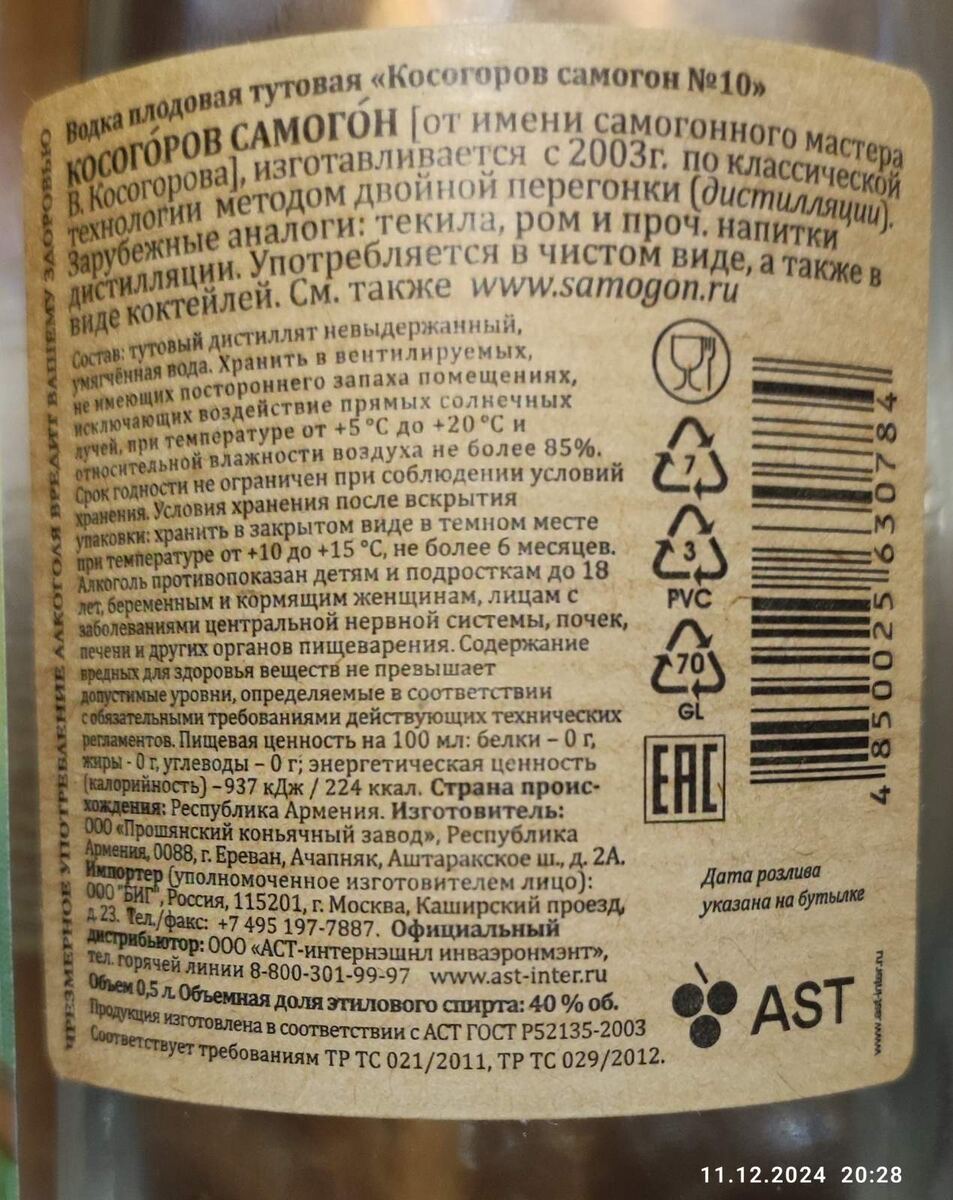 Водка плодовая тутовая «Косогоров самогон №10»
КОСОГО́РОВ САМОГО́Н [от имени самогонного мастера
В. Косогорова], изготавливается с 2003г. по классической
технологии методом двойной перегонки (дистилляции).
Зарубежные аналоги: текила, ром и проч. напитки
дистилляции. Употребляется в чистом виде, а также в
виде коктейлей. См. также www.samogon.ru
Состав: тутовый дистиллят невыдержанный,
умягчённая вода. Хранить в вентилируемых,
не имеющих постороннего запаха помещениях,
исключающих воздействие прямых солнечных
лучей, при температуре от +5 °C до +20 °C и
относительной влажности воздуха не более 85%.
Срок годности не ограничен при соблюдении условий
хранения. Условия хранения после вскрытия
упаковки: хранить в закрытом виде в темном месте
при температуре от +10 до +15 °C, не более 6 месяцев.
Алкоголь противопоказан детям и подросткам до 18
лет, беременным и кормящим женщинам, лицам с
заболеваниями центральной нервной системы, почек,
печени и других органов пищеварения. Содержание
вредных для здоровья веществ не превышает
допустимые уровни, определяемые в соответствии
с обязательными требованиями действующих технических
регламентов. Пищевая ценность на 100 мл: белки – 0 г,
жиры - 0 г, углеводы – 0 г; энергетическая ценность
(калорийность) –937 кДж / 224 ккал. Страна проис-
хождения: Республика Армения. Изготовитель:
ООО «Прошянский коньячный завод», Республика
Армения, 0088, г. Ереван, Ачапняк, Аштаракское ш., д. 2А.
Импортер (уполномоченное изготовителем лицо):
ООО "БИГ", Россия, 115201, г. Москва, Каширский проезд,
д. 23. Тел./факс: +7 495 197-7887. Официальный
дистрибьютор: ООО «АСТ-интернэшнл инваэронмэнт»,
тел. горячей линии 8-800-301-99-97 www.ast-inter.ru
Объем 0,5 л. Объемная доля этилового спирта: 40 % об.
Продукция изготовлена в соответствии с АСТ ГОСТ Р52135-2003
Соответствует требованиям ТР ТС 021/2011, ТР ТС 029/2012.
ЧРЕЗМЕРНОЕ УПОТРЕБЛЕНИЕ АЛКОГОЛЯ ВРЕДИТ ВАШЕМУ ЗДОРОВЬЮ
7
3
PVC
70
GL
EAC
4 850025 630784
Дата розлива
указана на бутылке
AST
www.ast-inter.ru
11.12.2024 20:28